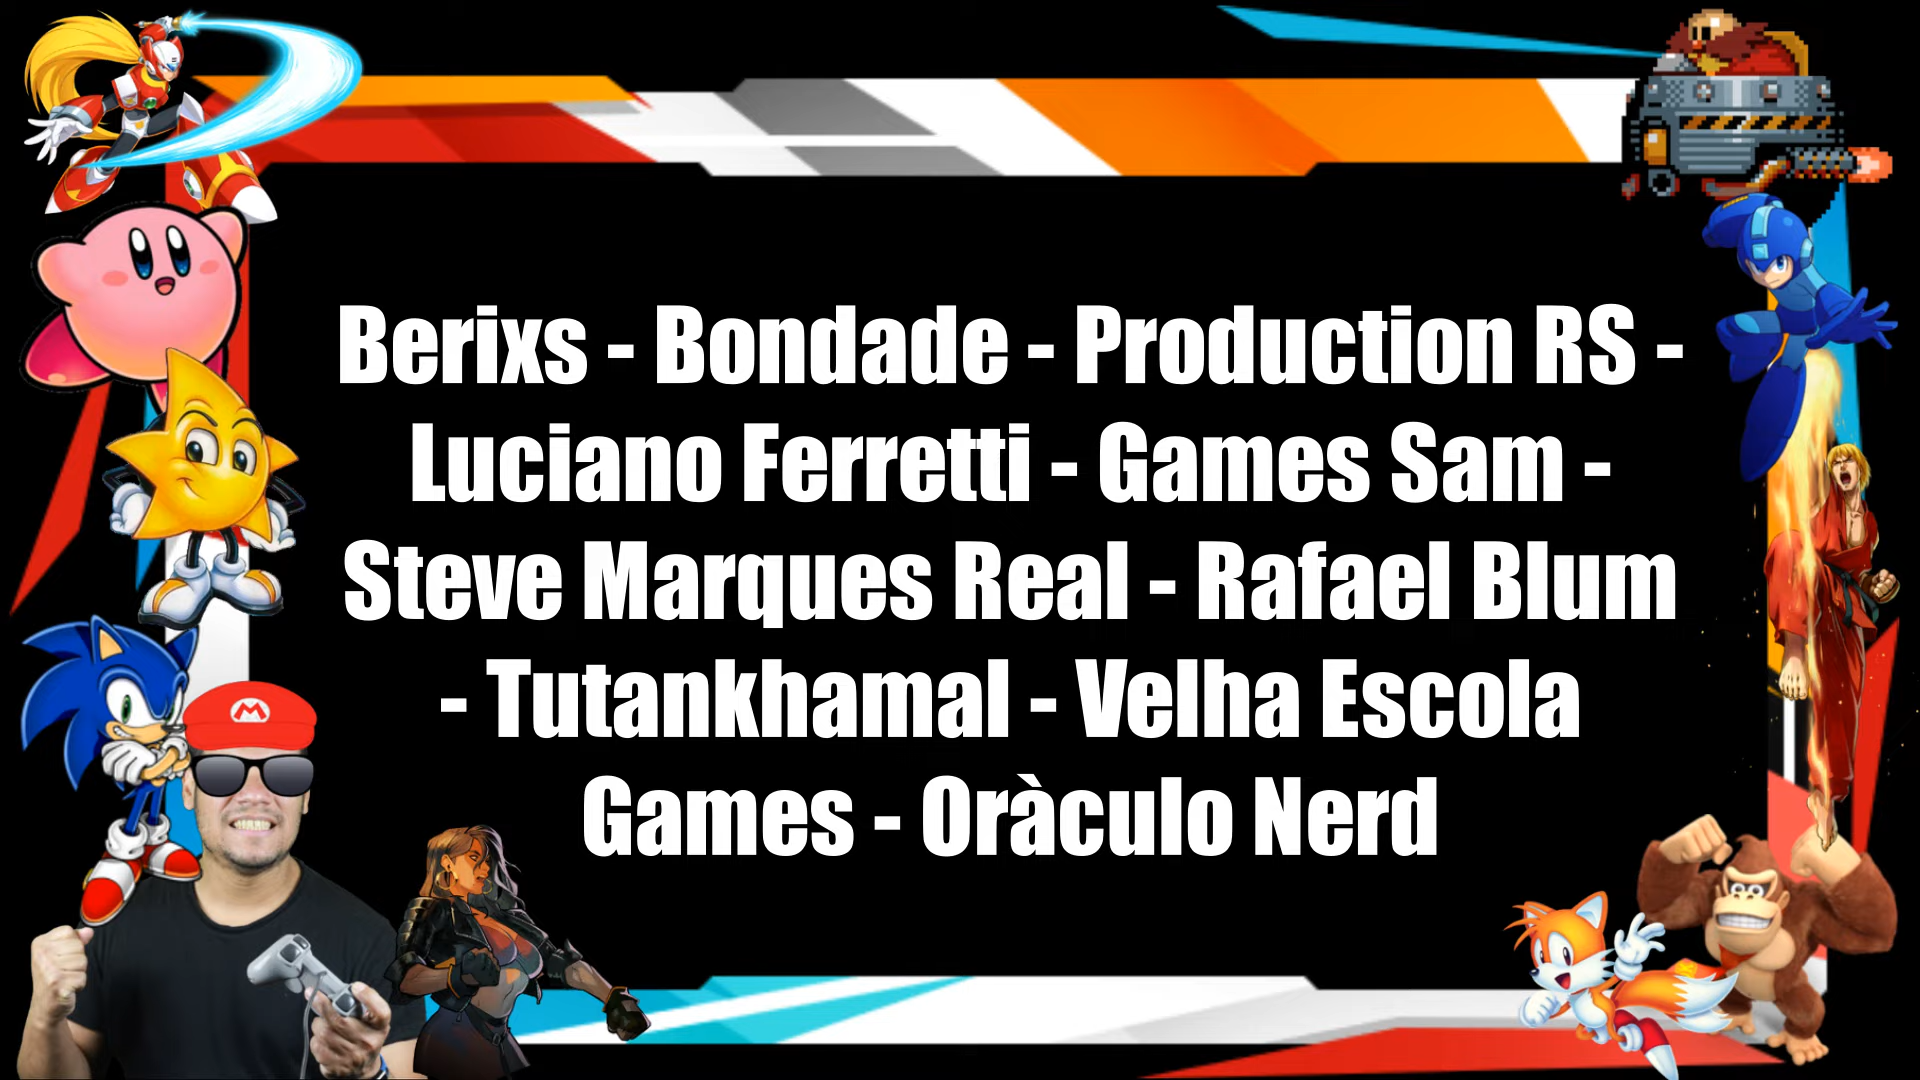 Berixs - Bondade - Production RS -
Luciano Ferretti - Games Sam -
Steve Marques Real - Rafael Blum
- Tutankhamal - Velha Escola
Games - Oràculo Nerd
M